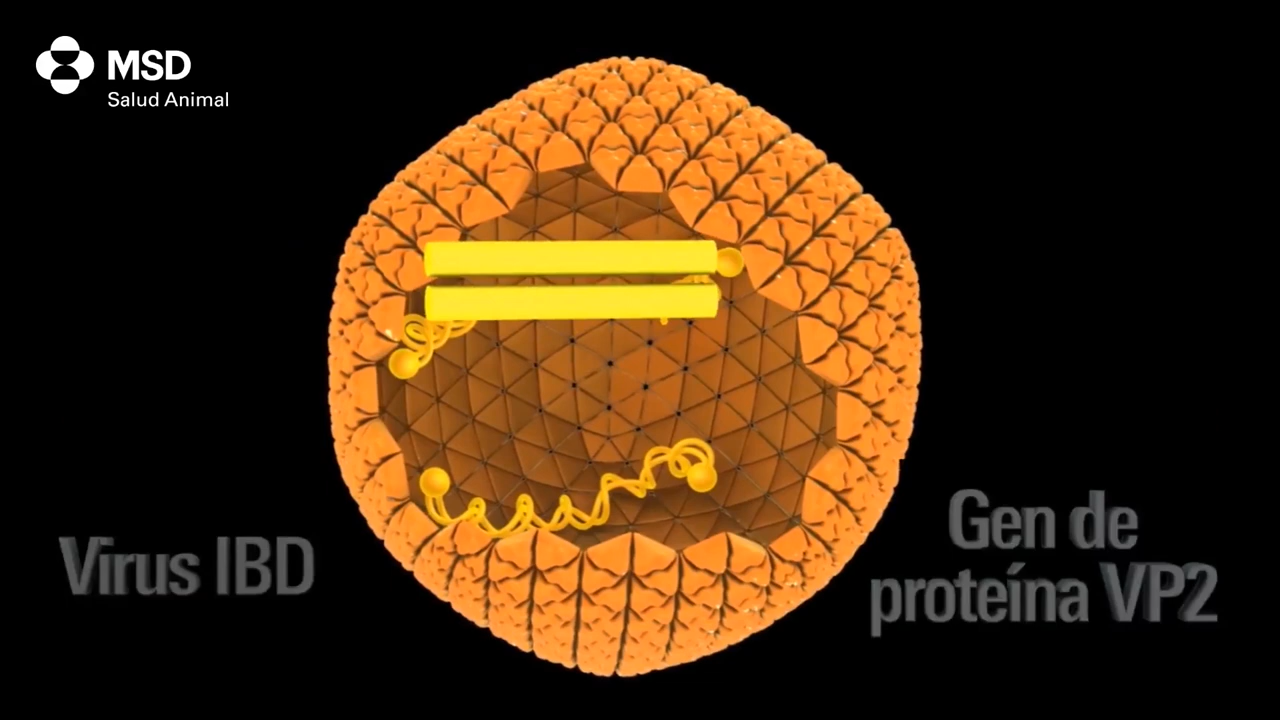 MSD
Salud Animal
Virus IBD
Gen de
proteína VP2